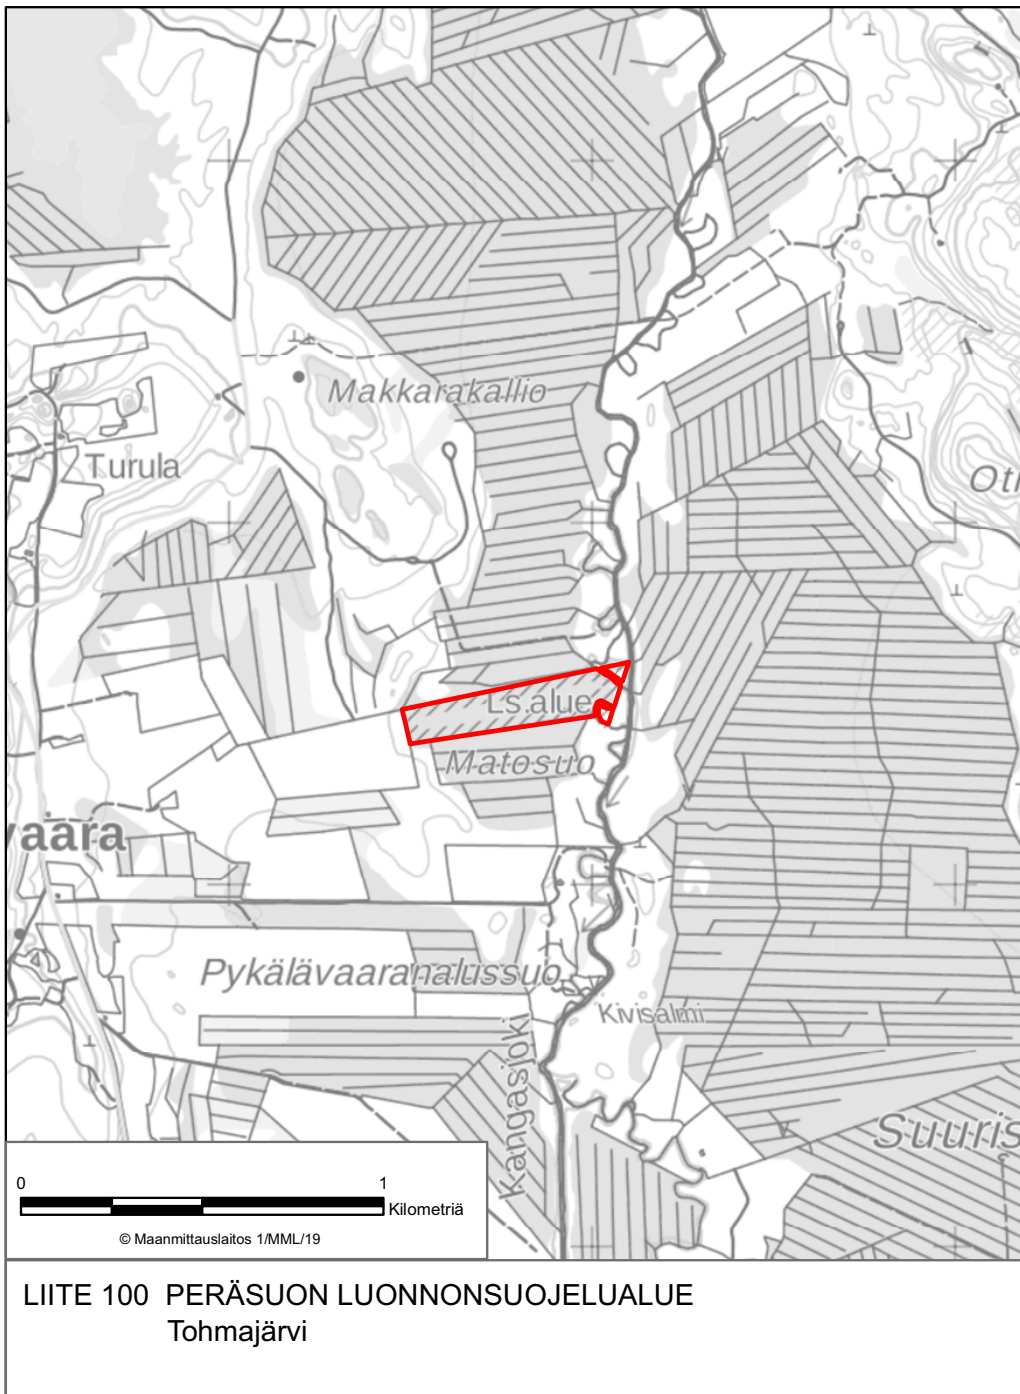 Makkarakallio
Turula
Otr
Ls.alue
Matosuo
vaara
Pykälävaaranalussuo
Kivisalmi
Kangasjoki
Suuris
0 1
Kilometriä
© Maanmittauslaitos 1/MML/19
LIITE 100 PERÄSUON LUONNONSUOJELUALUE
Tohmajärvi